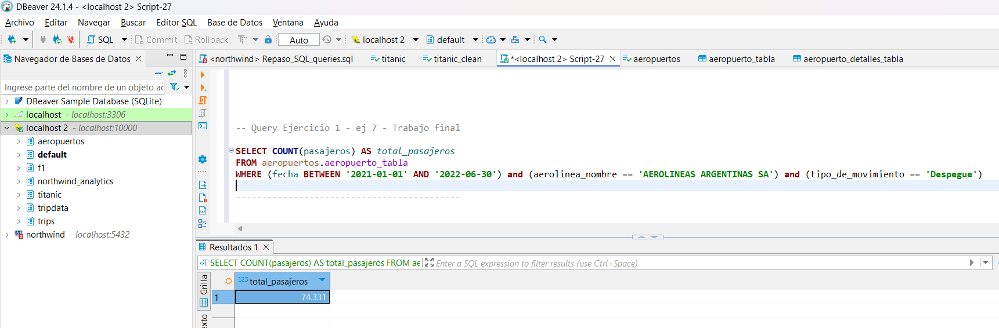 DBeaver 24.1.4 - <localhost 2> Script-27
Archivo Editar Navegar Buscar Editor SQL Base de Datos Ventana Ayuda
SQL Commit Rollback Auto localhost 2 default
Navegador de Bases de Datos
<northwind> Repaso_SQL_queries.sql titanic titanic_clean *<localhost 2> Script-27 aeropuertos aeropuerto_tabla aeropuerto_detalles_tabla
Ingrese parte del nombre de un objeto ac
DBeaver Sample Database (SQLite)
localhost - localhost:3306
localhost 2 - localhost:10000
aeropuertos
default
f1
northwind_analytics
titanic
tripdata
trips
northwind - localhost:5432
-- Query Ejercicio 1 - ej 7 - Trabajo final
SELECT COUNT(pasajeros) AS total_pasajeros
FROM aeropuertos.aeropuerto_tabla
WHERE (fecha BETWEEN '2021-01-01' AND '2022-06-30') and (aerolinea_nombre == 'AEROLINEAS ARGENTINAS SA') and (tipo_de_movimiento == 'Despegue')
-------------------------------------------
Resultados 1
SELECT COUNT(pasajeros) AS total_pasajeros FROM ae
Enter a SQL expression to filter results (use Ctrl+Space)
Grilla
123 total_pasajeros
1 74.331
exto